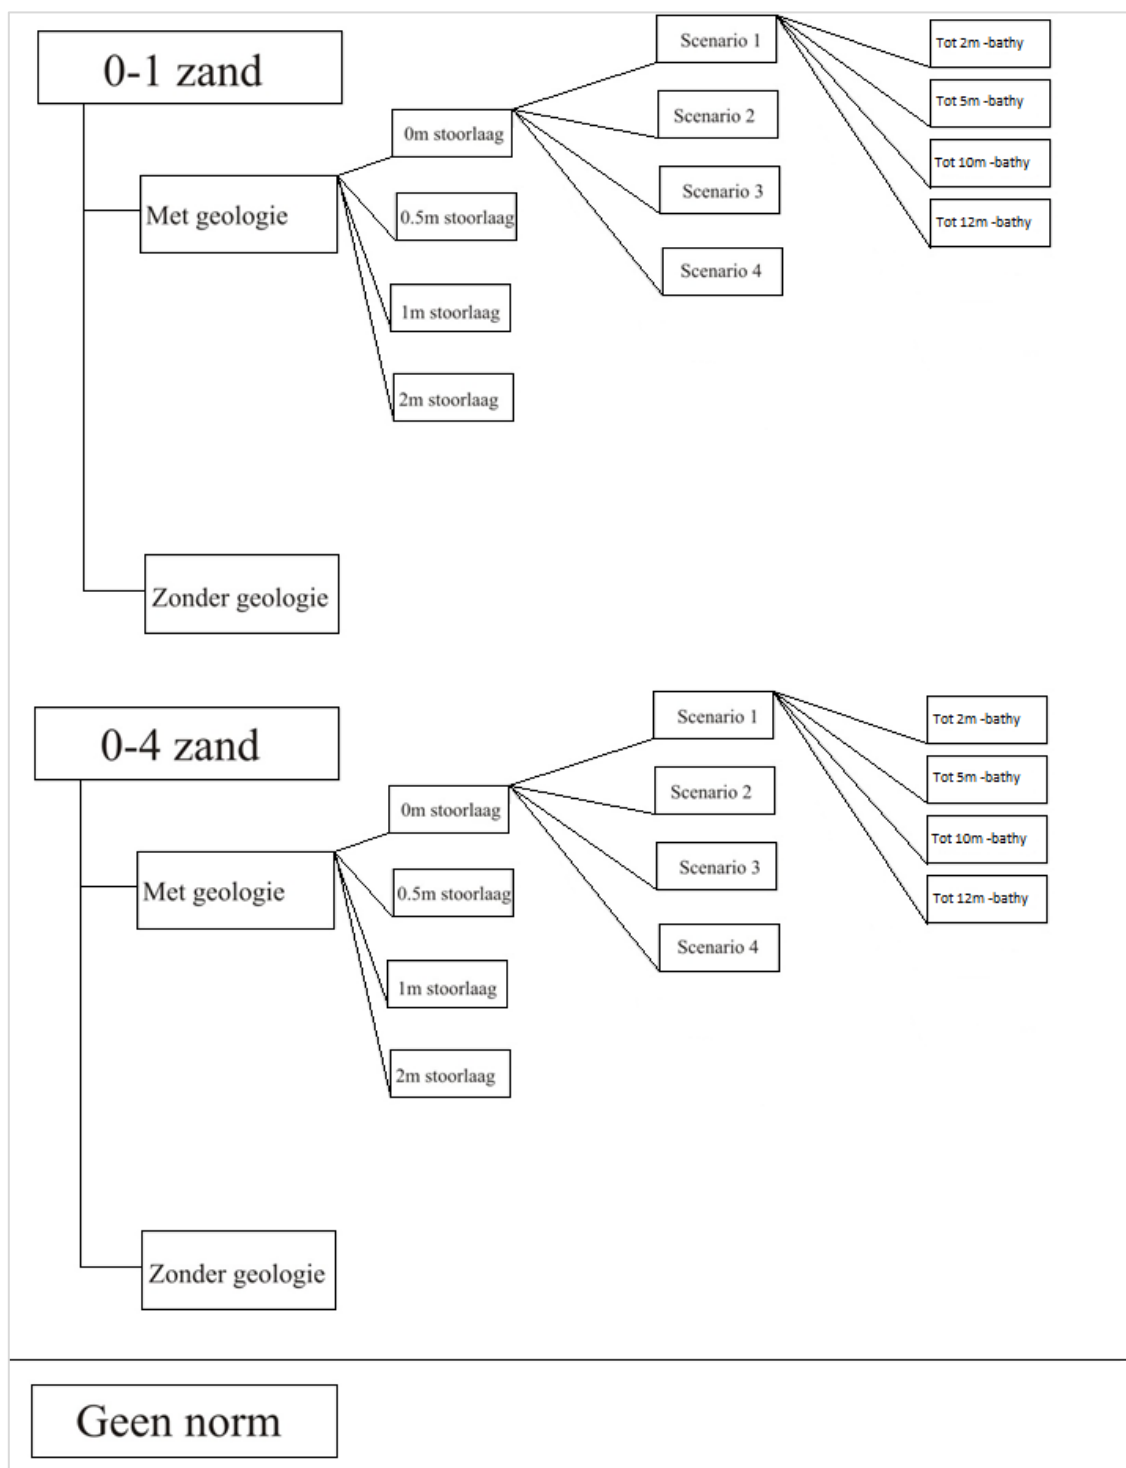 0-1 zand
Met geologie
0m stoorlaag
0.5m stoorlaag
1m stoorlaag
2m stoorlaag
Scenario 1
Scenario 2
Scenario 3
Scenario 4
Tot 2m -bathy
Tot 5m -bathy
Tot 10m -bathy
Tot 12m -bathy
Zonder geologie
0-4 zand
Met geologie
0m stoorlaag
0.5m stoorlaag
1m stoorlaag
2m stoorlaag
Scenario 1
Scenario 2
Scenario 3
Scenario 4
Tot 2m -bathy
Tot 5m -bathy
Tot 10m -bathy
Tot 12m -bathy
Zonder geologie
Geen norm